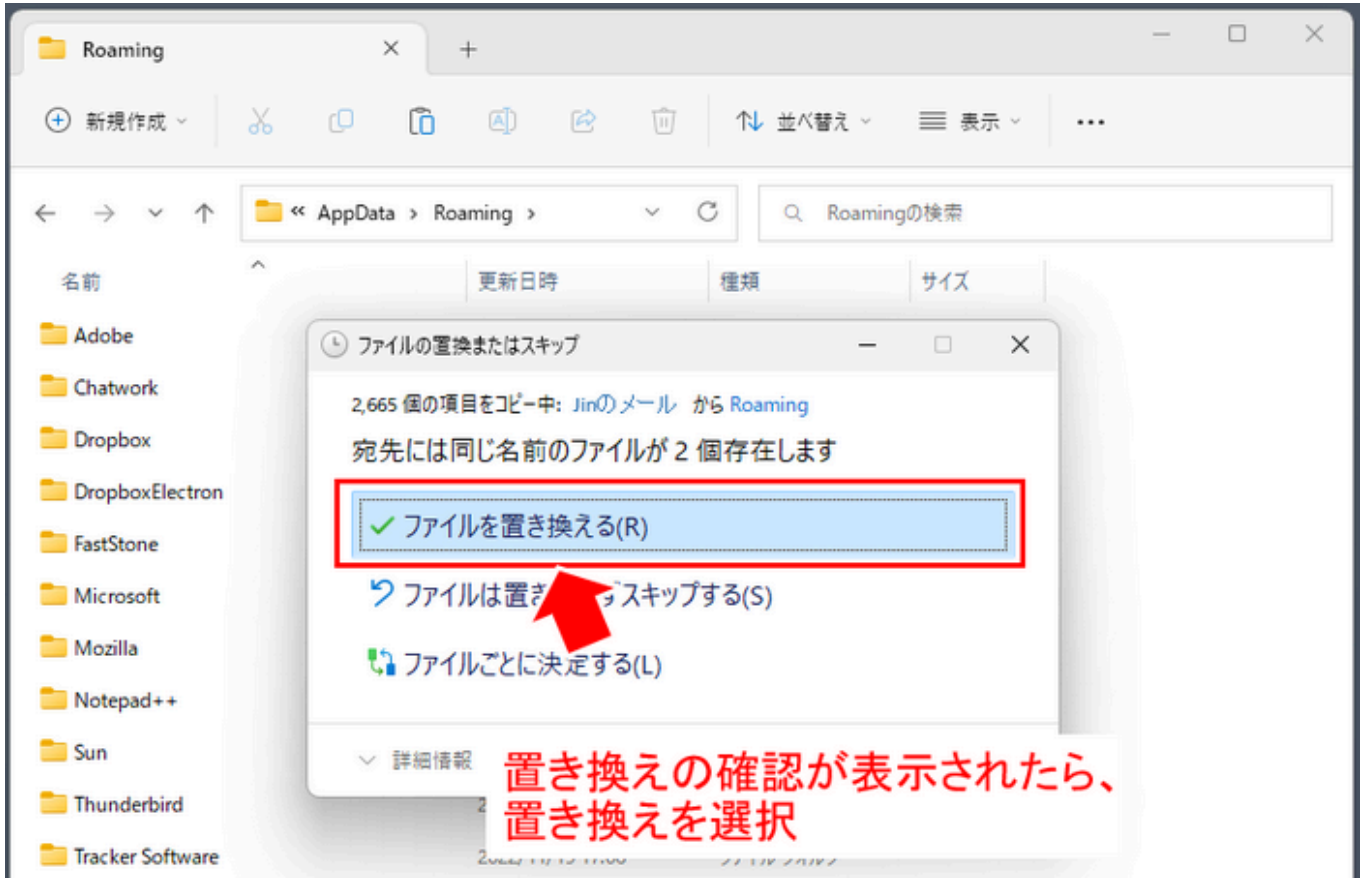 Roaming
新規作成
並べ替え
表示
« AppData > Roaming >
Roamingの検索
名前
更新日時
種類
サイズ
Adobe
Chatwork
Dropbox
DropboxElectron
FastStone
Microsoft
Mozilla
Notepad++
Sun
Thunderbird
Tracker Software
ファイルの置換またはスキップ
2,665 個の項目をコピー中: Jinのメール から Roaming
宛先には同じ名前のファイルが 2 個存在します
ファイルを置き換える(R)
ファイルは置き ずスキップする(S)
ファイルごとに決定する(L)
詳細情報
置き換えの確認が表示されたら、
置き換えを選択